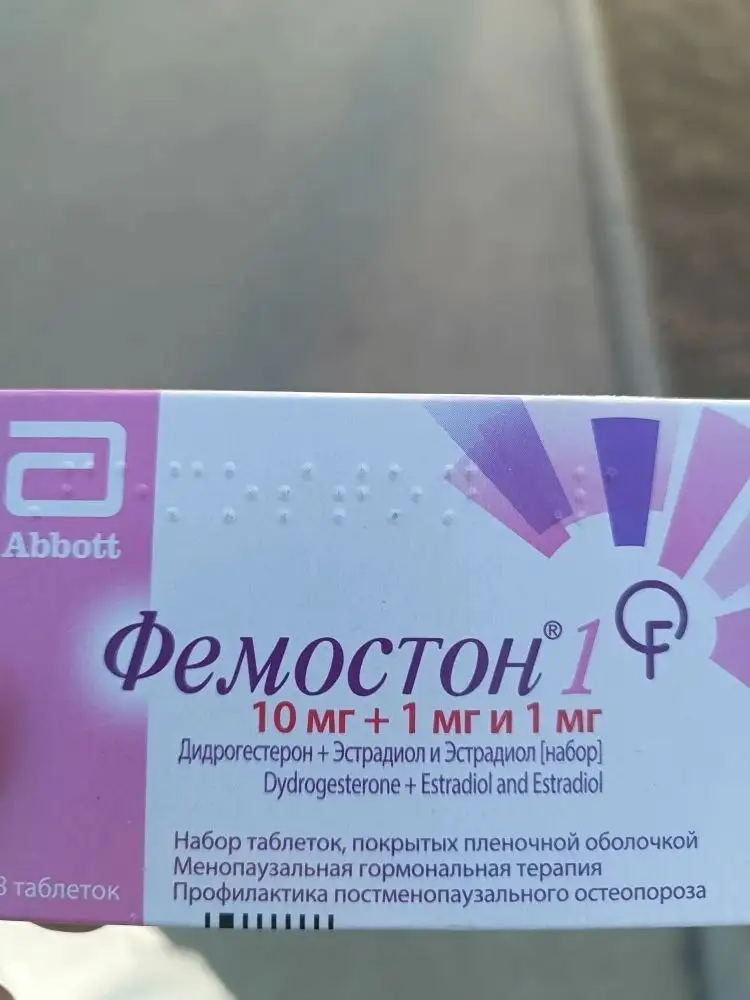 Abbott
Фемостон® 1
10 мг + 1 мг и 1 мг
Дидрогестерон + Эстрадиол и Эстрадиол [набор]
Dydrogesterone + Estradiol and Estradiol
Набор таблеток, покрытых пленочной оболочкой
Менопаузальная гормональная терапия
Профилактика постменопаузального остеопороза
8 таблеток